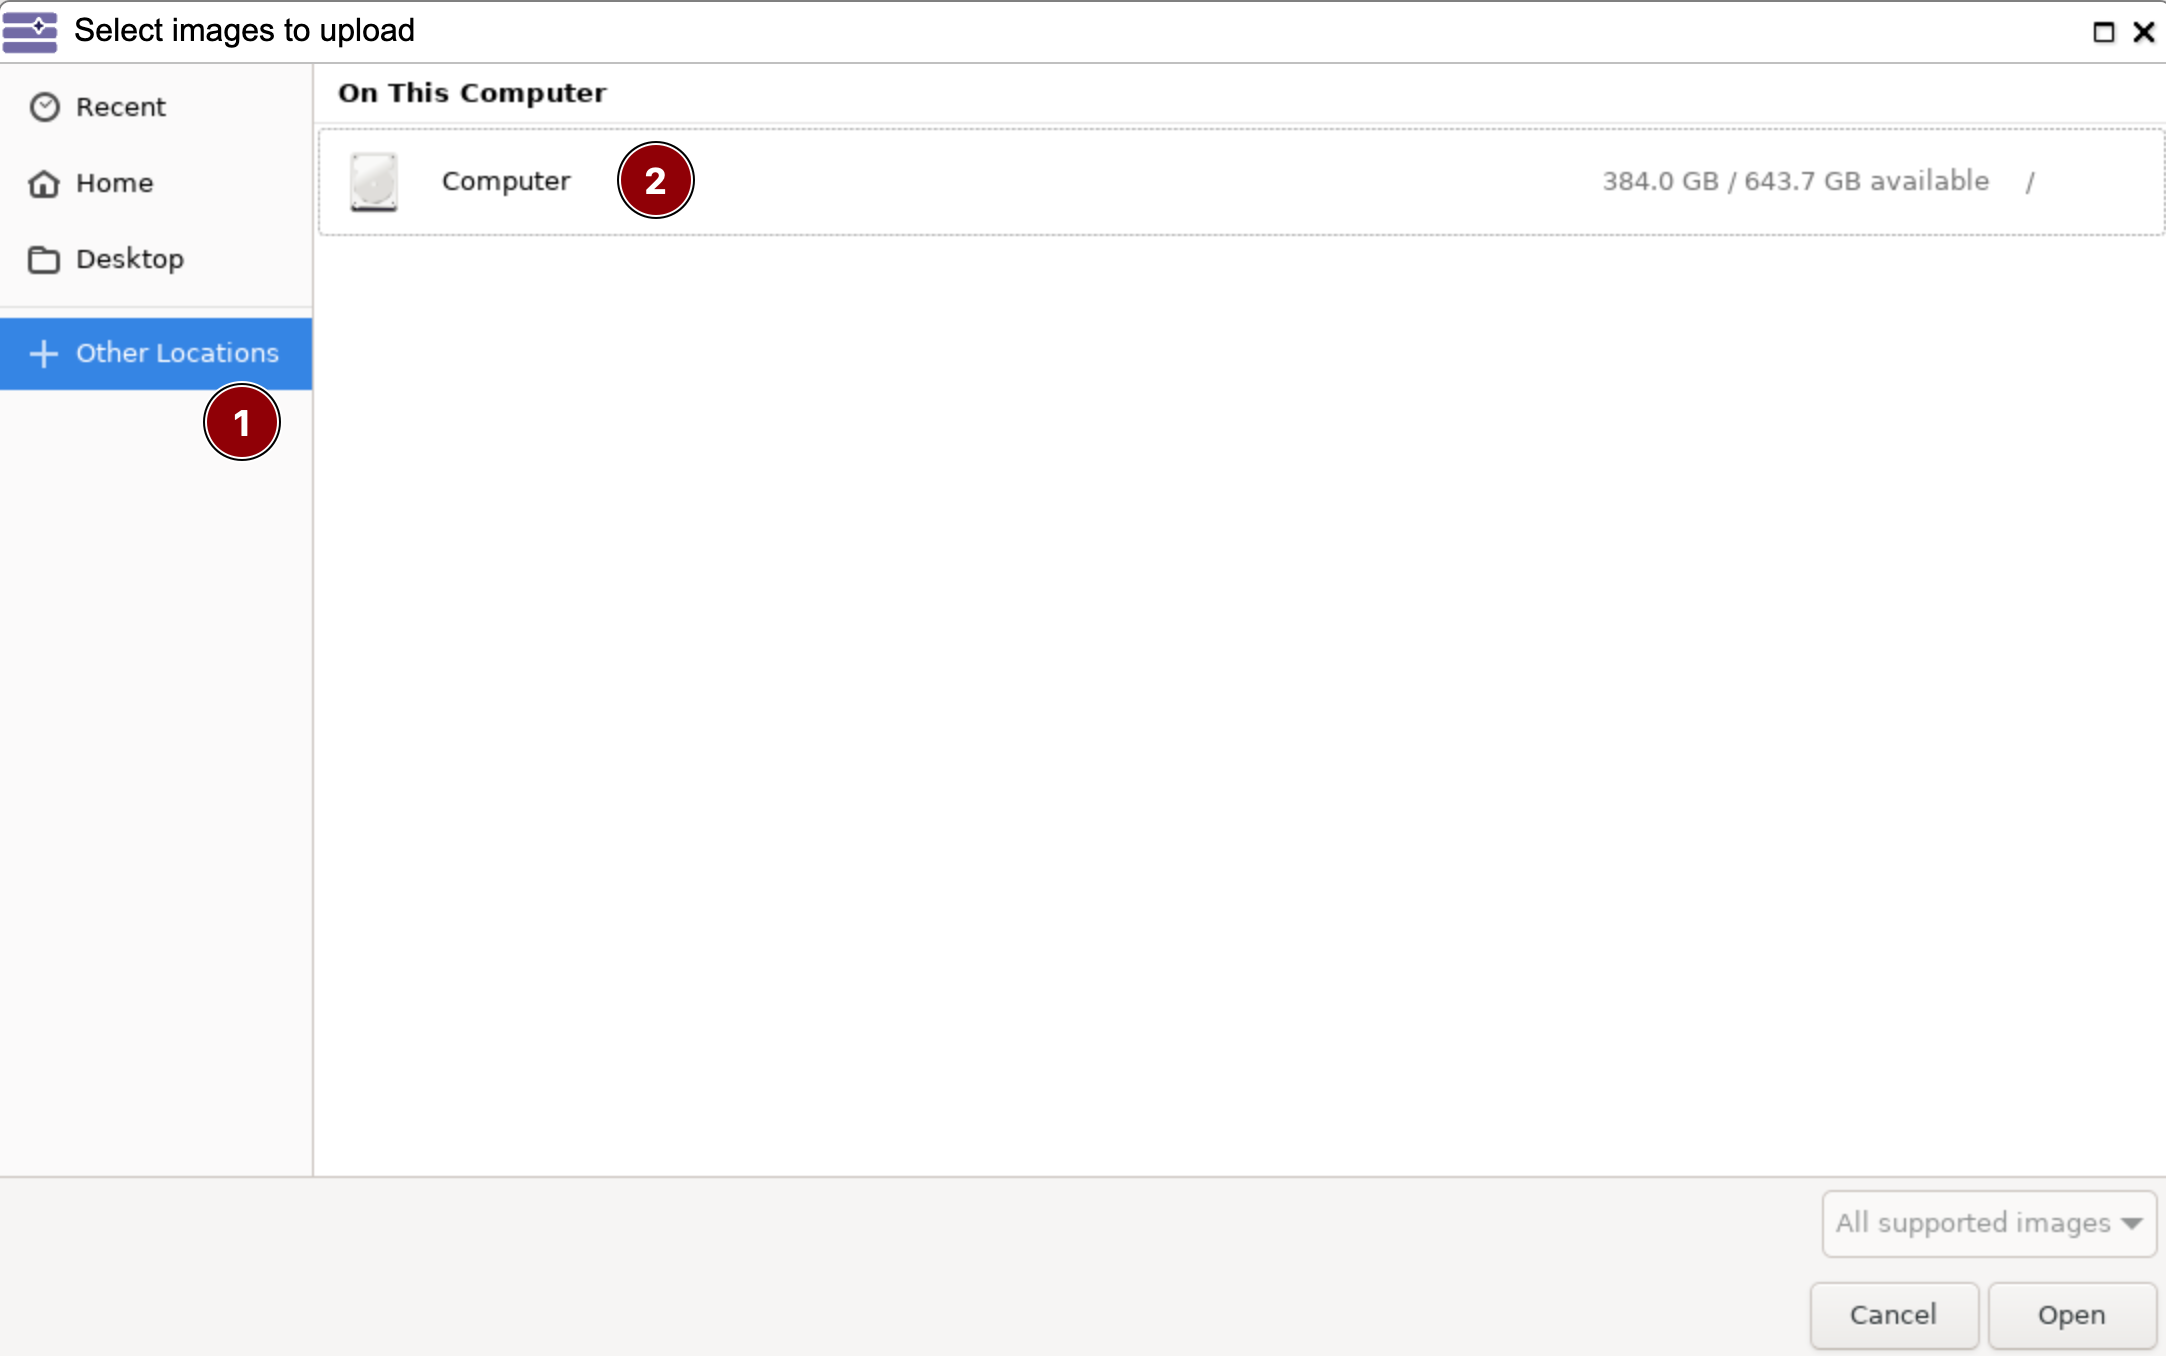 Select images to upload
Recent
Home
Desktop
Other Locations
1
On This Computer
Computer
2
384.0 GB / 643.7 GB available /
All supported images
Cancel
Open